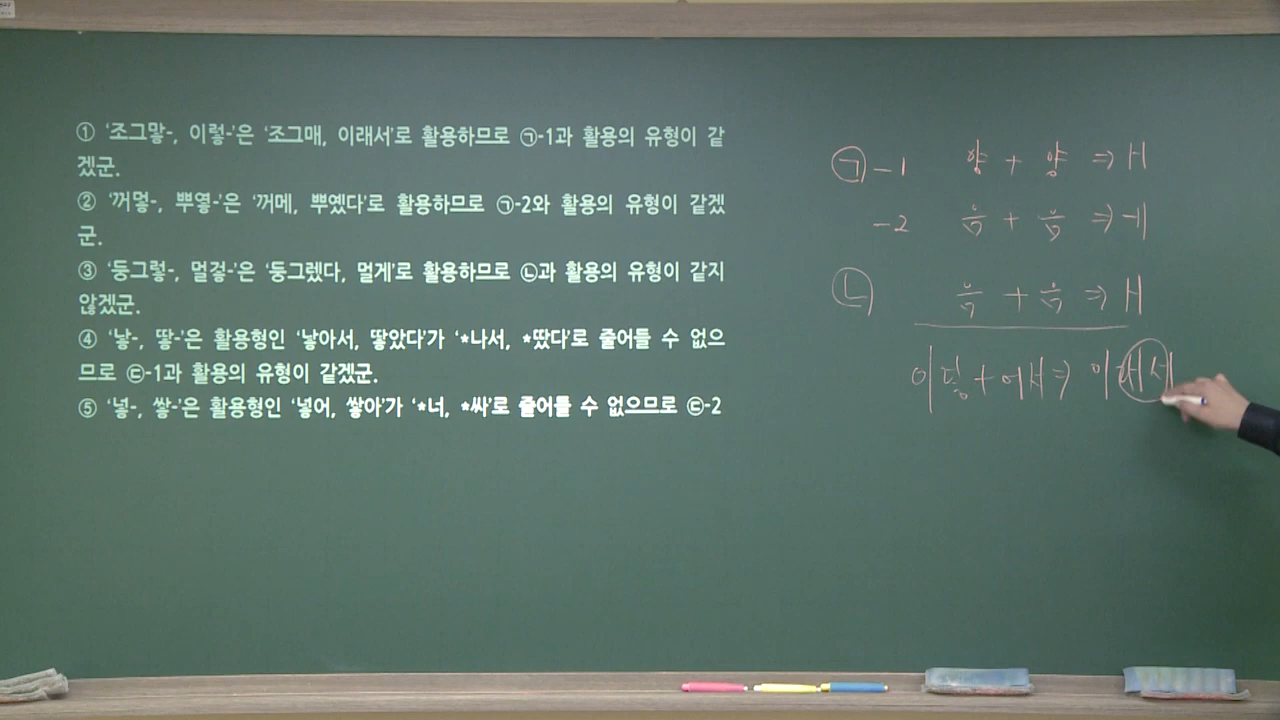 ① '조그맣-, 이렇-'은 '조그매, 이래서'로 활용하므로 ㉠-1과 활용의 유형이 같
겠군.
② '꺼멓-, 뿌옇-'은 '꺼메, 뿌옜다'로 활용하므로 ㉠-2와 활용의 유형이 같겠
군.
③ '둥그렇-, 멀겋-'은 '둥그렜다, 멀게'로 활용하므로 ㉡과 활용의 유형이 같지
않겠군.
④ '낳-, 땋-'은 활용형인 '낳아서, 땋았다'가 '*나서, *땄다'로 줄어들 수 없으
므로 ㉢-1과 활용의 유형이 같겠군.
⑤ '넣-, 쌓-'은 활용형인 '넣어, 쌓아'가 '*너, *싸'로 줄어들 수 없으므로 ㉢-2
㉠-1 양 + 양 ⇒ ㅐ
-2 음 + 음 ⇒ ㅔ
㉡ 음 + 음 ⇒ ㅐ
이렇 + 어서 ⇒ 이래서